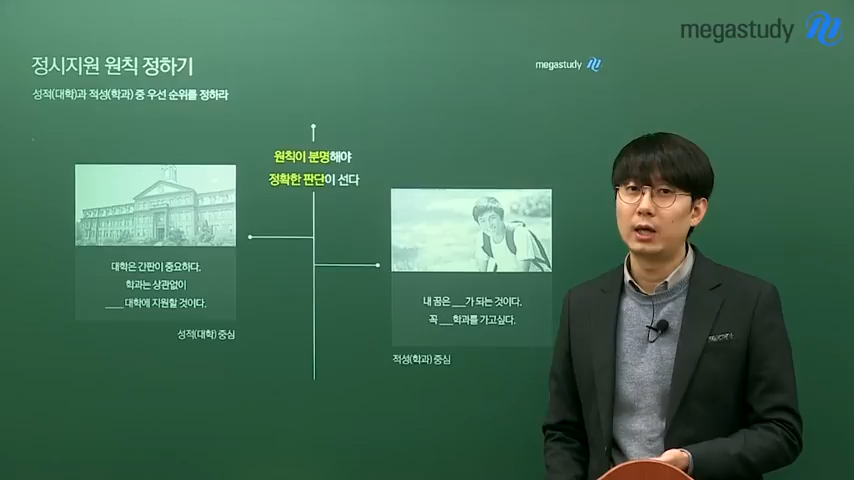 megastudy
정시지원 원칙 정하기
megastudy
성적(대학)과 적성(학과) 중 우선 순위를 정하라
원칙이 분명해야
정확한 판단이 선다
대학은 간판이 중요하다.
학과는 상관없이
____ 대학에 지원할 것이다.
성적(대학) 중심
내 꿈은 ___가 되는 것이다.
꼭 ___학과를 가고싶다.
적성(학과) 중심